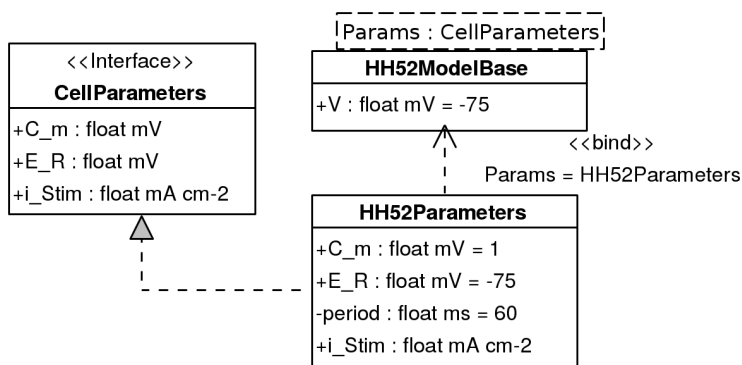 <<Interface>>
CellParameters
+C_m : float mV
+E_R : float mV
+i_Stim : float mA cm-2
Params : CellParameters
HH52ModelBase
+V : float mV = -75
<<bind>>
Params = HH52Parameters
HH52Parameters
+C_m : float mV = 1
+E_R : float mV = -75
-period : float ms = 60
+i_Stim : float mA cm-2